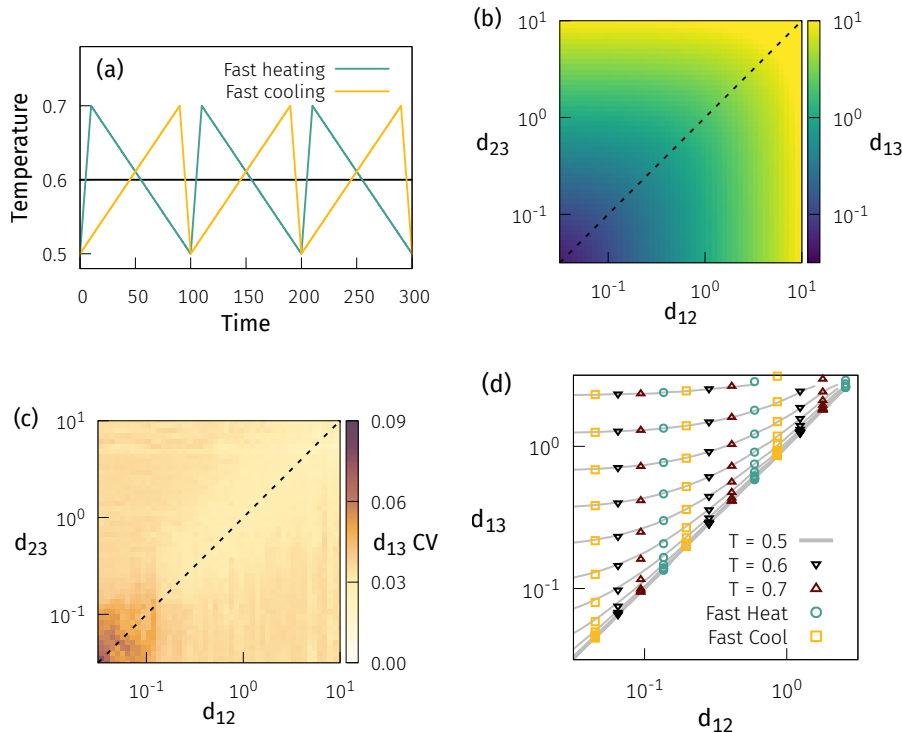 (a)
Fast heating
Fast cooling
Temperature
0.7
0.6
0.5
0 50 100 150 200 250 300
Time
(b)
d23
10^1
10^0
10^-1
10^-1 10^0 10^1
d12
10^1
10^0
10^-1
d13
(c)
d23
10^1
10^0
10^-1
10^-1 10^0 10^1
d12
0.09
0.06
0.03
0.00
d13 CV
(d)
d13
10^0
10^-1
10^-1 10^0
d12
T = 0.5
T = 0.6
T = 0.7
Fast Heat
Fast Cool